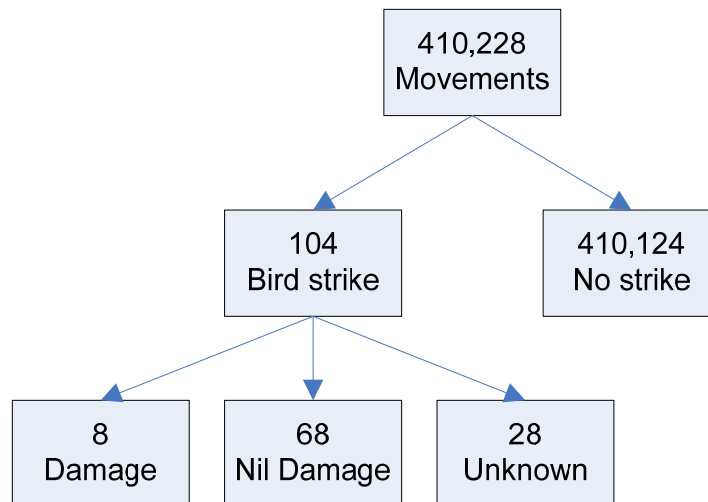 410,228
Movements
104
Bird strike
410,124
No strike
8
Damage
68
Nil Damage
28
Unknown